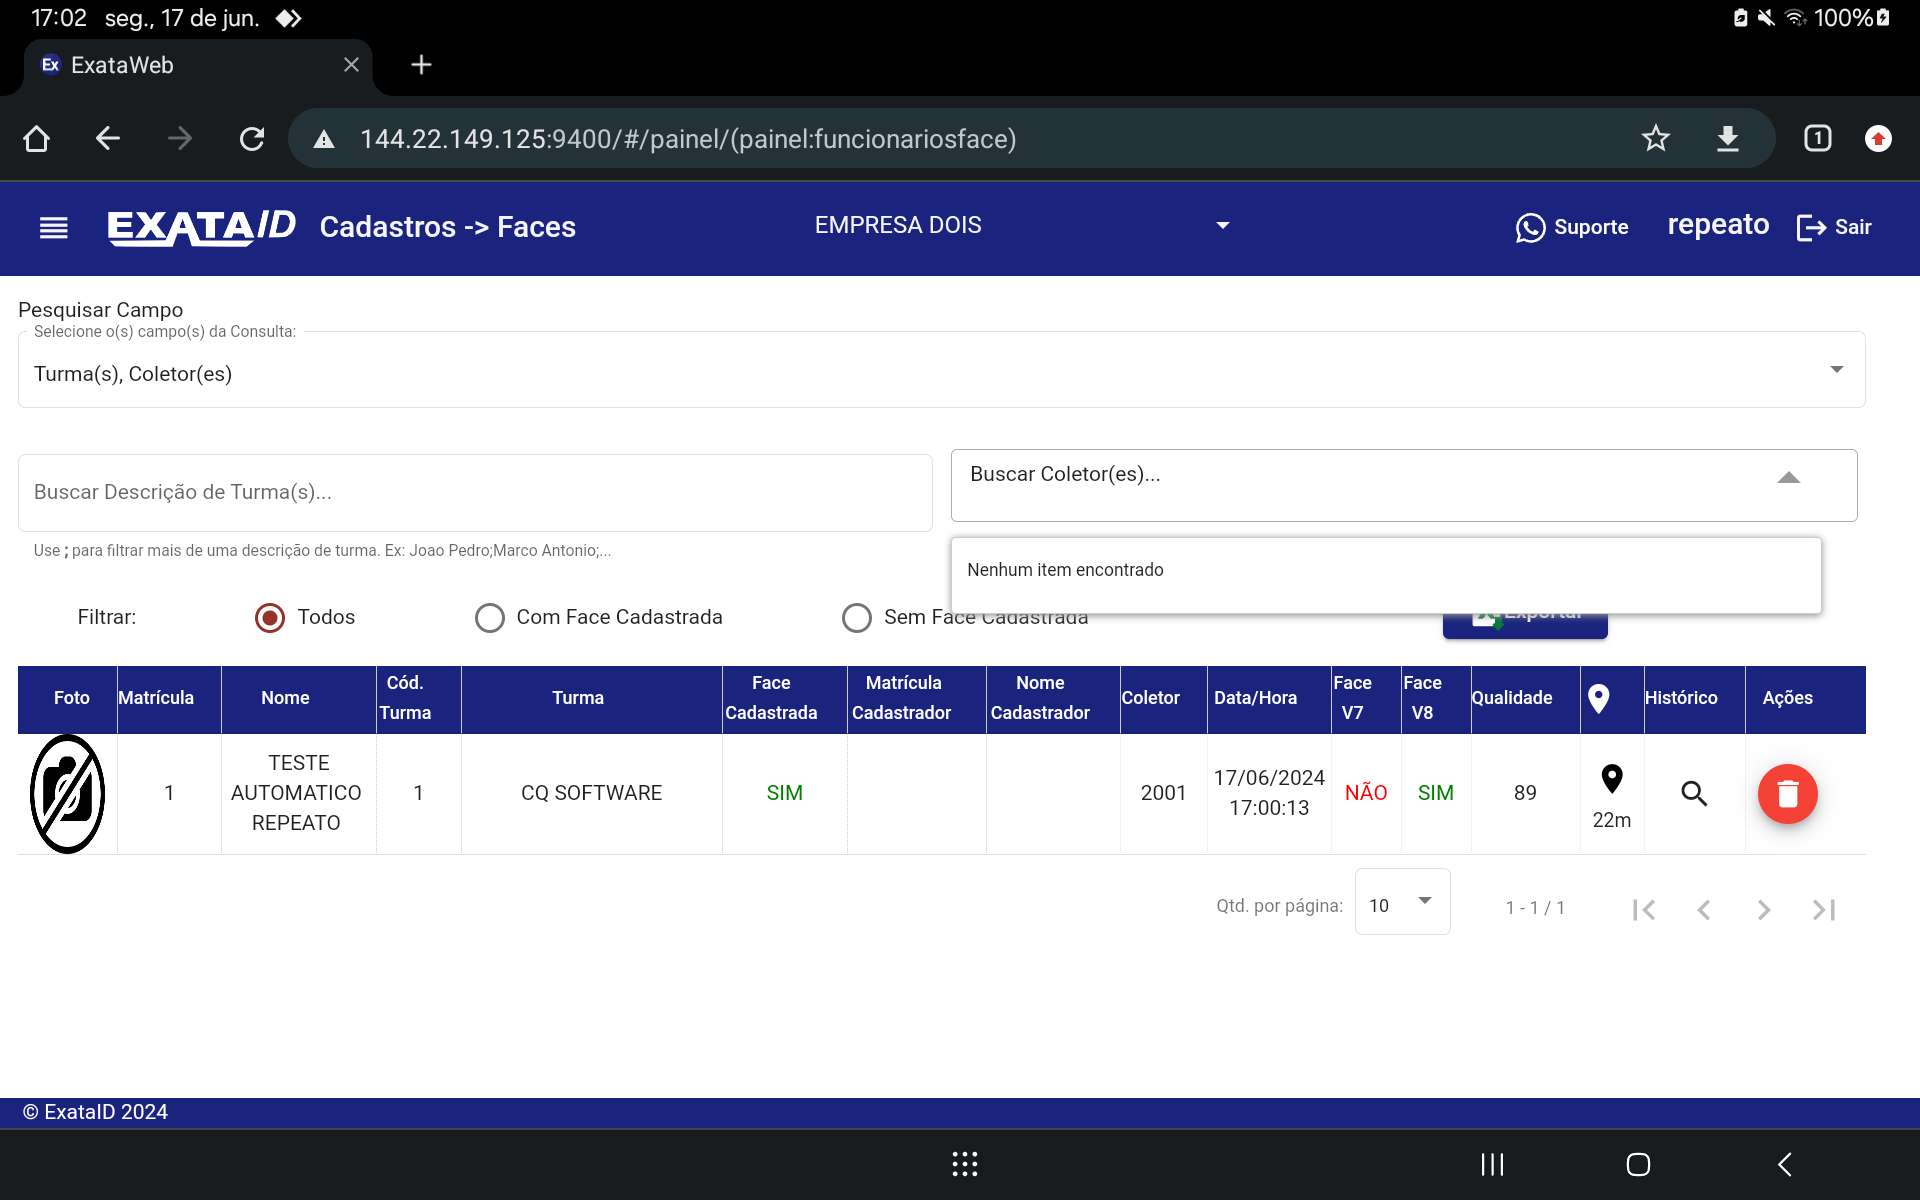 17:02 seg., 17 de jun. 100%
Ex ExataWeb
144.22.149.125:9400/#/painel/(painel:funcionariosface) 1
EXATA/ID Cadastros -> Faces EMPRESA DOIS Suporte repeato Sair
Pesquisar Campo
Selecione o(s) campo(s) da Consulta:
Turma(s), Coletor(es)
Buscar Descrição de Turma(s)... Buscar Coletor(es)...
Use ; para filtrar mais de uma descrição de turma. Ex: Joao Pedro;Marco Antonio;...
Nenhum item encontrado
Filtrar: Todos Com Face Cadastrada Sem Face Cadastrada Exportar
Foto Matrícula Nome Cód. Turma Turma Face Cadastrada Matrícula Cadastrador Nome Cadastrador Coletor Data/Hora Face V7 Face V8 Qualidade Histórico Ações
1 TESTE AUTOMATICO REPEATO 1 CQ SOFTWARE SIM 2001 17/06/2024 17:00:13 NÃO SIM 89 22m
Qtd. por página: 10 1 - 1 / 1
© ExataID 2024